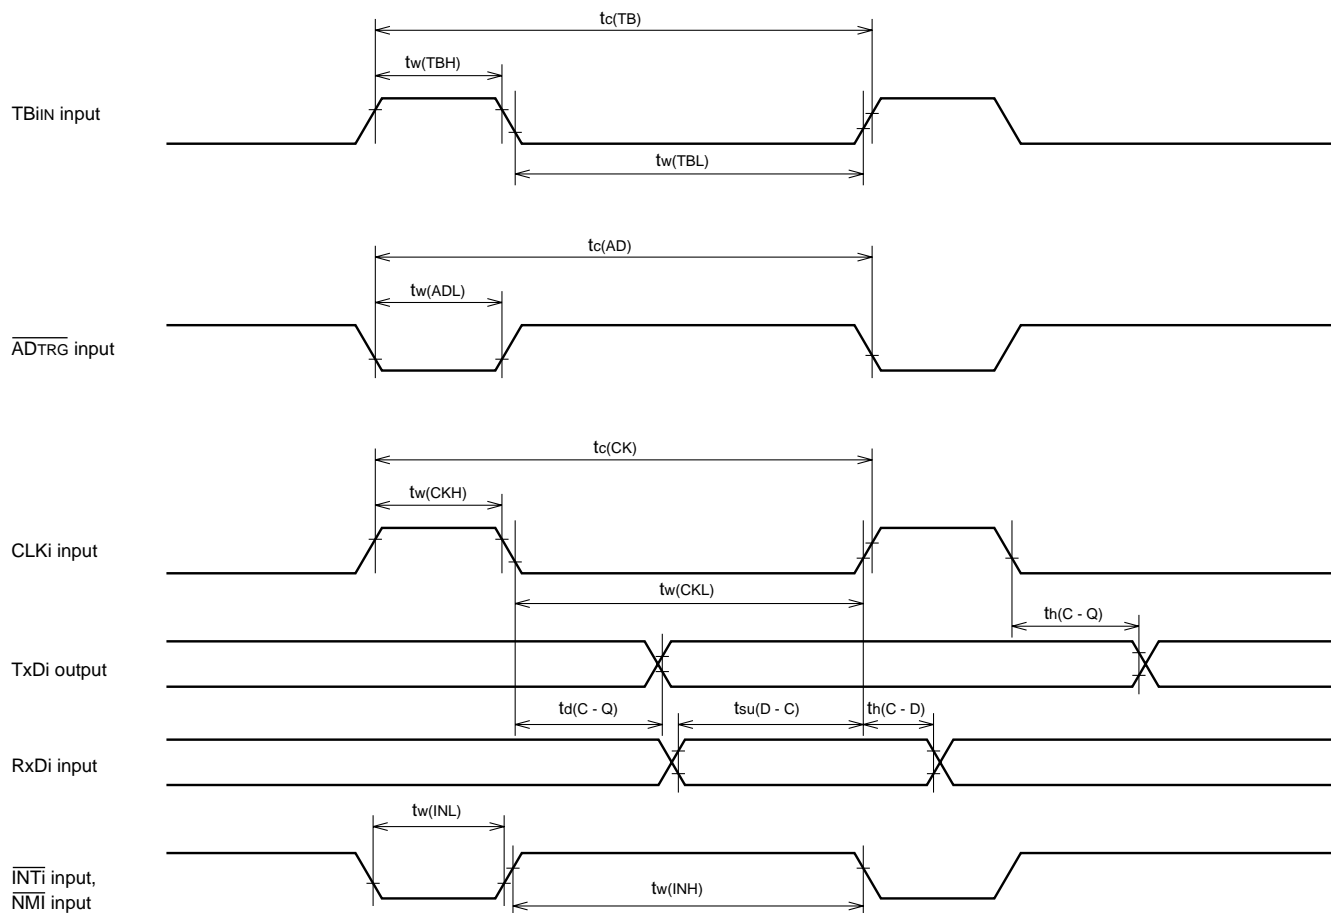 tc(TB)
tw(TBH)
TBiIN input
tw(TBL)
tc(AD)
tw(ADL)
ADTRG input
tc(CK)
tw(CKH)
CLKi input
tw(CKL)
th(C - Q)
TxDi output
td(C - Q)
tsu(D - C)
th(C - D)
RxDi input
tw(INL)
INTi input,
NMI input
tw(INH)